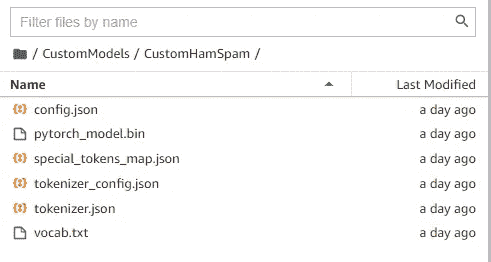 Filter files by name
/ CustomModels / CustomHamSpam /
Name Last Modified
config.json a day ago
pytorch_model.bin a day ago
special_tokens_map.json a day ago
tokenizer_config.json a day ago
tokenizer.json a day ago
vocab.txt a day ago